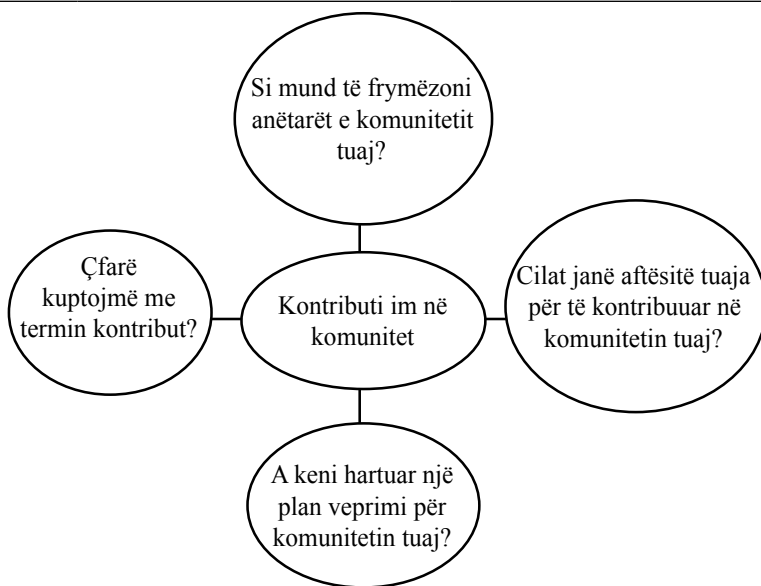 Si mund të frymëzoni
anëtarët e komunitetit
tuaj?
Çfarë
kuptojmë me
termin kontribut?
Kontributi im në
komunitet
Cilat janë aftësitë tuaja
për të kontribuuar në
komunitetin tuaj?
A keni hartuar një
plan veprimi për
komunitetin tuaj?